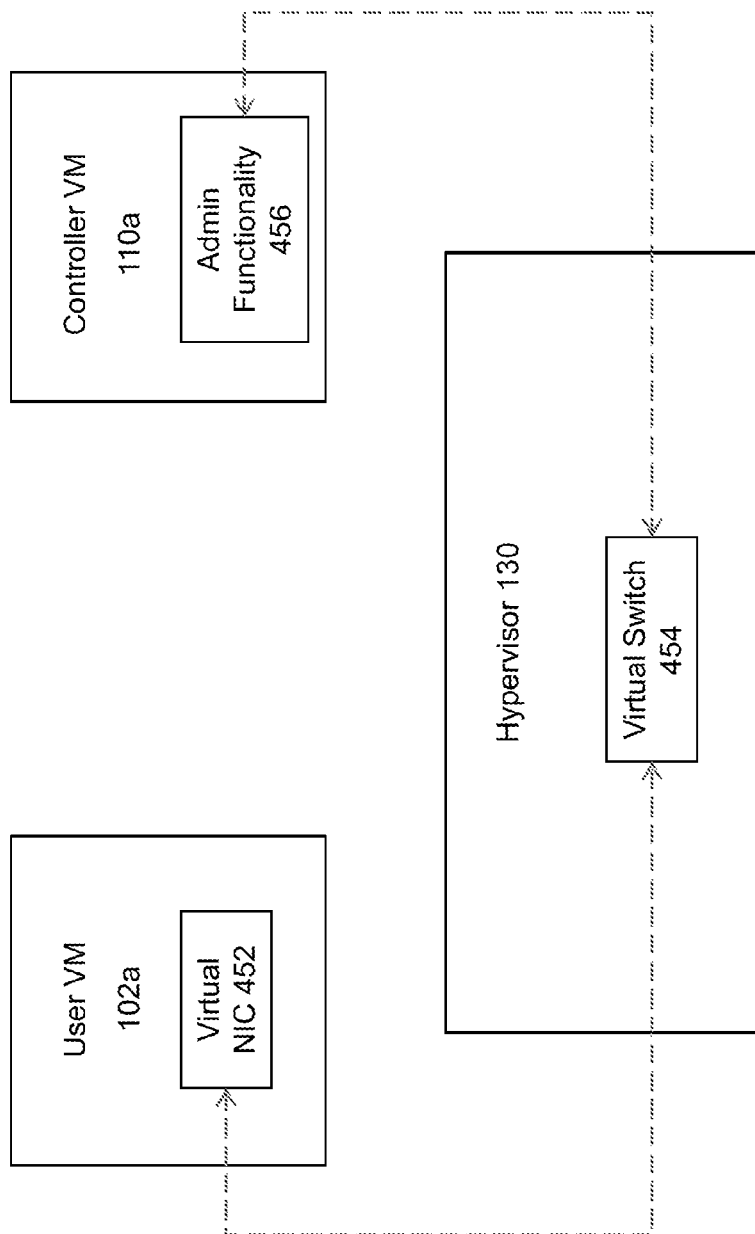 User VM
102a
Virtual
NIC 452
Controller VM
110a
Admin
Functionality
456
Hypervisor 130
Virtual Switch
454